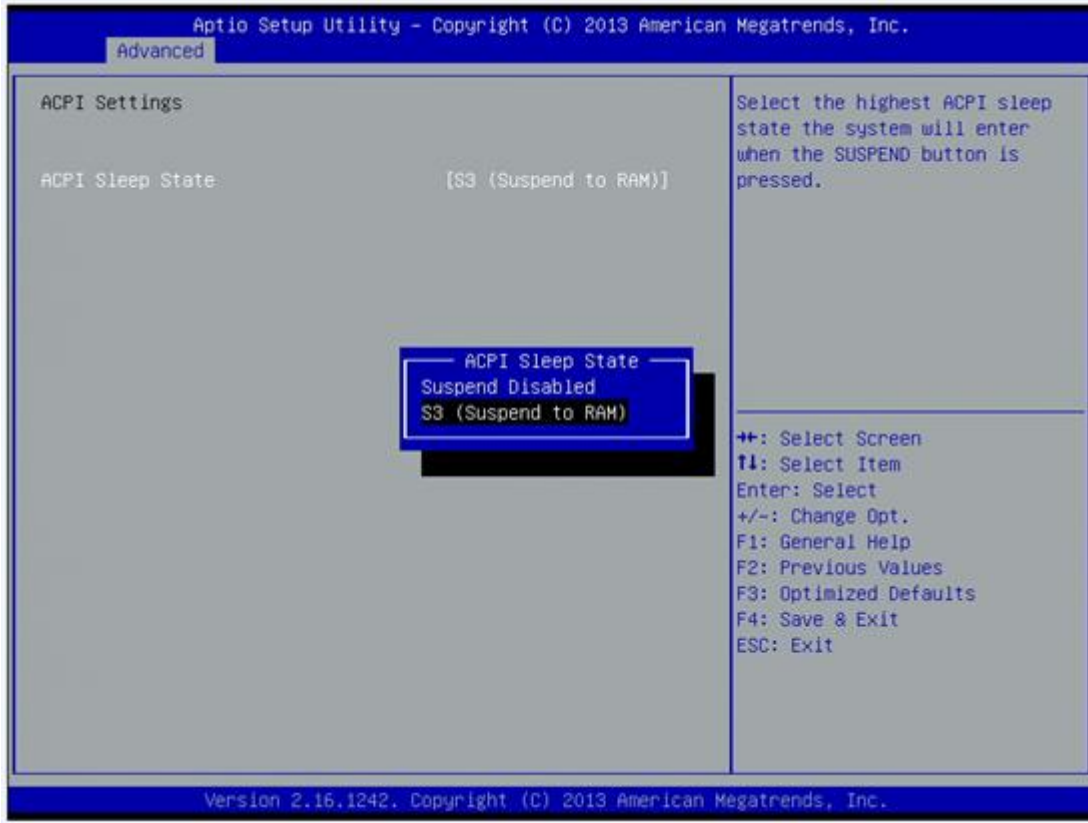 Aptio Setup Utility – Copyright (C) 2013 American Megatrends, Inc.
Advanced
ACPI Settings
ACPI Sleep State [S3 (Suspend to RAM)]
ACPI Sleep State
Suspend Disabled
S3 (Suspend to RAM)
Select the highest ACPI sleep
state the system will enter
when the SUSPEND button is
pressed.
→←: Select Screen
↑↓: Select Item
Enter: Select
+/-: Change Opt.
F1: General Help
F2: Previous Values
F3: Optimized Defaults
F4: Save & Exit
ESC: Exit
Version 2.16.1242. Copyright (C) 2013 American Megatrends, Inc.